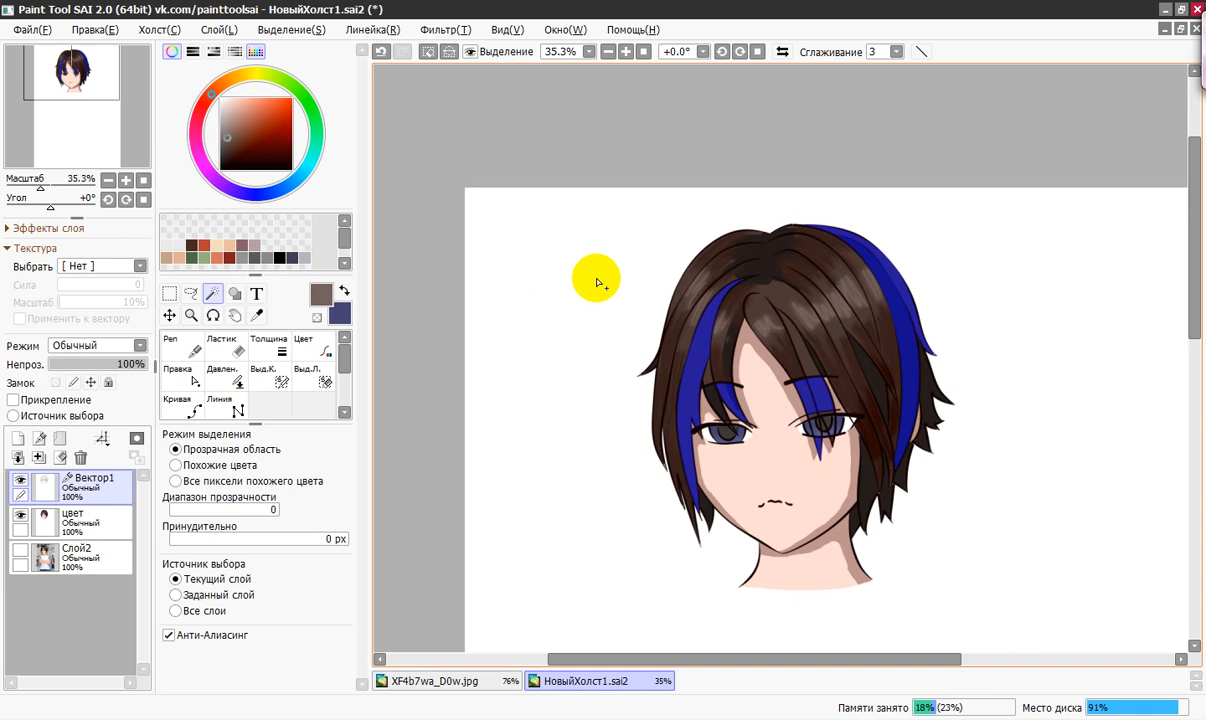 Paint Tool SAI 2.0 (64bit) vk.com/painttoolsai - НовыйХолст1.sai2 (*)
Файл(F) Правка(E) Холст(C) Слой(L) Выделение(S) Линейка(R) Фильтр(T) Вид(V) Окно(W) Помощь(H)
Выделение 35.3% +0.0° Сглаживание 3
Масштаб 35.3%
Угол +0°
Эффекты слоя
Текстура
Выбрать [ Нет ]
Сила 0
Масштаб 10%
Применить к вектору
Режим Обычный
Непроз. 100%
Замок
Прикрепление
Источник выбора
Вектор1
Обычный
100%
цвет
Обычный
100%
Слой2
Обычный
100%
T
Pen Ластик Толщина Цвет
Правка Давлен. Выд.К. Выд.Л.
Кривая Линия
Режим выделения
Прозрачная область
Похожие цвета
Все пиксели похожего цвета
Диапазон прозрачности
0
Принудительно
0 px
Источник выбора
Текущий слой
Заданный слой
Все слои
Анти-Алиасинг
XF4b7wa_D0w.jpg 76% НовыйХолст1.sai2 35%
Памяти занято 18% (23%) Место диска 91%